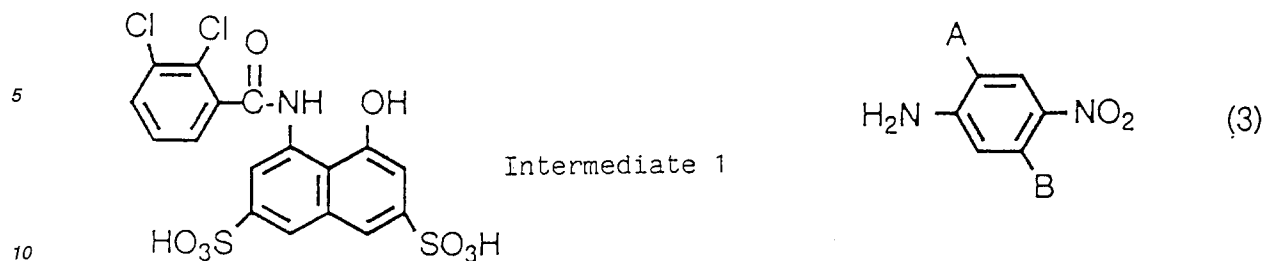 Cl
Cl
O
5
C-NH
OH
Intermediate 1
HO₃S
SO₃H
10
A
H₂N
NO₂
(3)
B